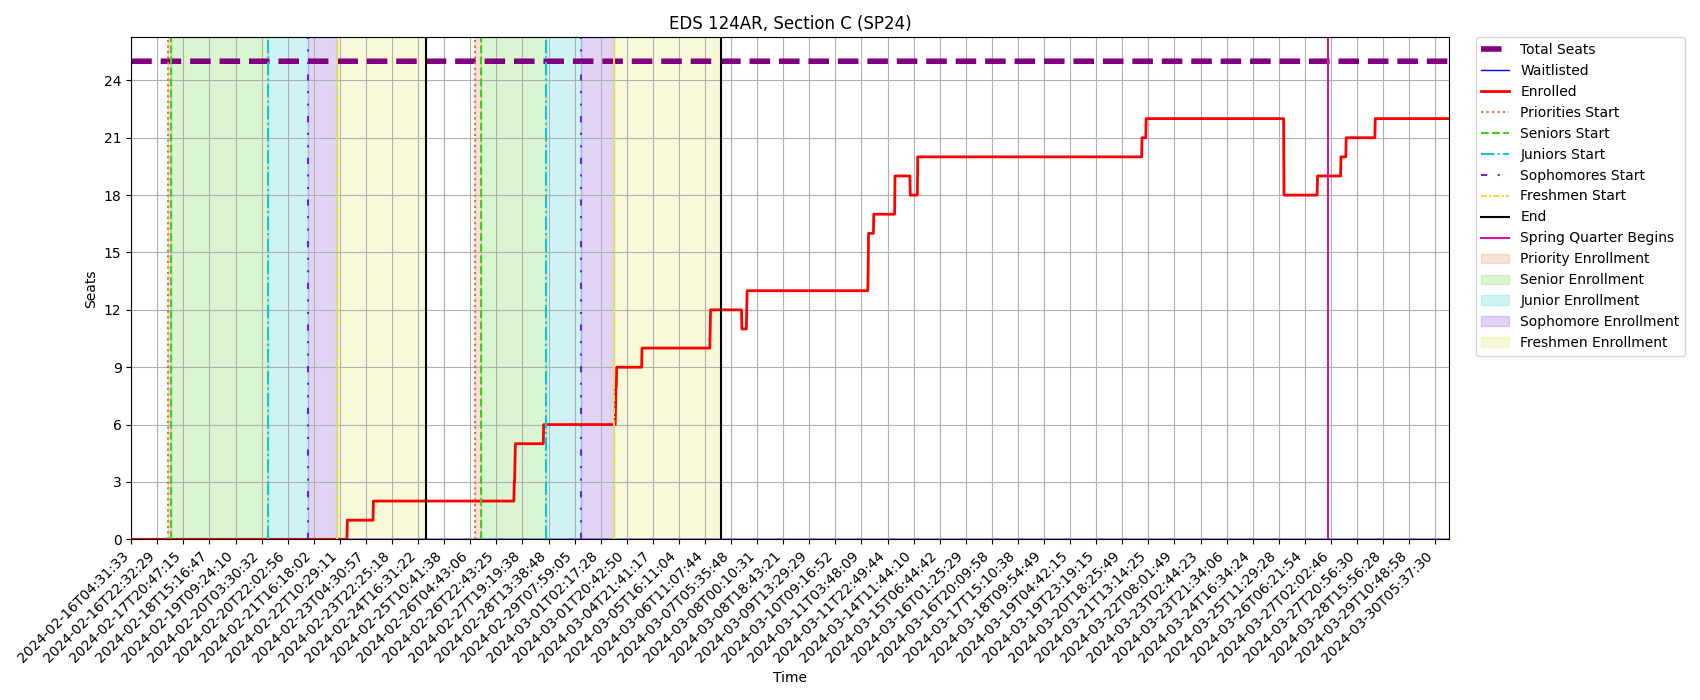 EDS 124AR, Section C (SP24)
Total Seats
Waitlisted
Enrolled
Priorities Start
Seniors Start
Juniors Start
Sophomores Start
Freshmen Start
End
Spring Quarter Begins
Priority Enrollment
Senior Enrollment
Junior Enrollment
Sophomore Enrollment
Freshmen Enrollment
Seats
24
21
18
15
12
9
6
3
0
2024-02-16T04:31:33
2024-02-16T22:32:29
2024-02-17T20:47:15
2024-02-18T15:16:47
2024-02-19T09:24:10
2024-02-20T03:30:32
2024-02-20T22:02:56
2024-02-21T16:18:02
2024-02-22T10:29:11
2024-02-23T04:30:57
2024-02-23T22:25:18
2024-02-24T16:31:22
2024-02-25T10:41:38
2024-02-26T04:43:06
2024-02-26T22:43:25
2024-02-27T19:19:38
2024-02-28T13:38:48
2024-02-29T07:59:05
2024-03-01T02:17:28
2024-03-01T20:42:50
2024-03-04T21:41:17
2024-03-05T16:11:04
2024-03-06T11:07:44
2024-03-07T05:35:48
2024-03-08T00:10:31
2024-03-08T18:43:21
2024-03-09T13:29:29
2024-03-10T09:16:52
2024-03-11T03:48:09
2024-03-11T22:49:44
2024-03-14T11:44:10
2024-03-15T06:44:42
2024-03-16T01:25:29
2024-03-16T20:09:58
2024-03-17T15:10:38
2024-03-18T09:54:49
2024-03-19T04:42:15
2024-03-19T23:19:15
2024-03-20T18:25:49
2024-03-21T13:14:25
2024-03-22T08:01:49
2024-03-23T02:44:23
2024-03-23T21:34:06
2024-03-24T16:34:24
2024-03-25T11:29:28
2024-03-26T06:21:54
2024-03-27T02:02:46
2024-03-27T20:56:30
2024-03-28T15:56:28
2024-03-29T10:48:58
2024-03-30T05:37:30
Time